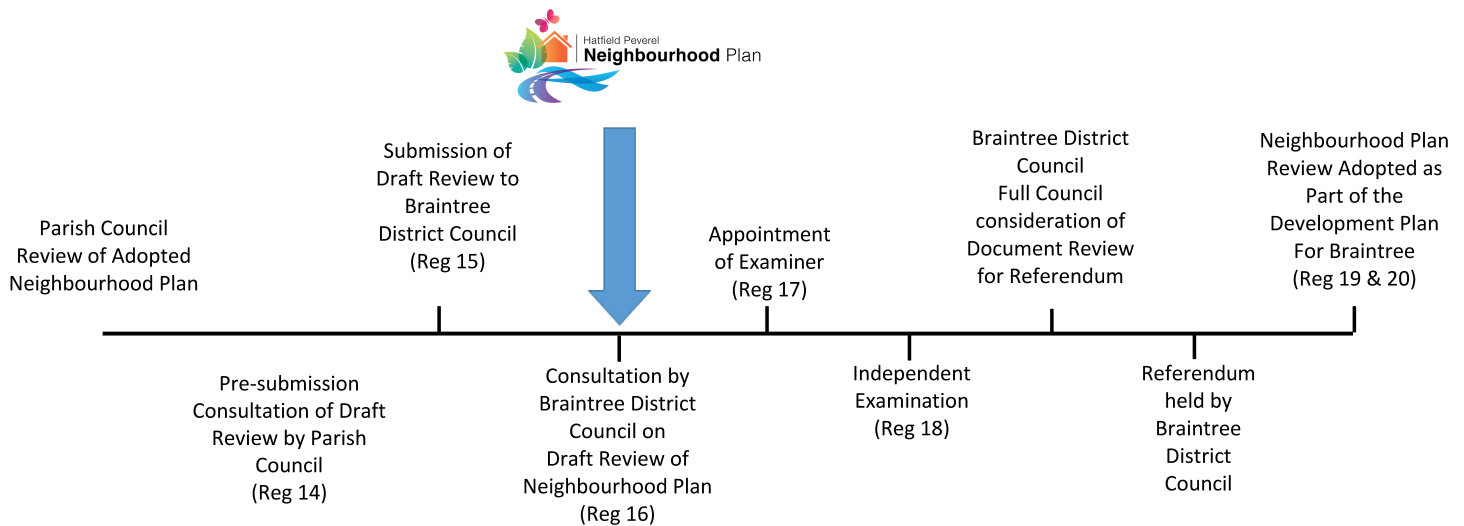 Hatfield Peverel
Neighbourhood Plan
Parish Council
Review of Adopted
Neighbourhood Plan
Pre-submission
Consultation of Draft
Review by Parish
Council
(Reg 14)
Submission of
Draft Review to
Braintree
District Council
(Reg 15)
Consultation by
Braintree District
Council on
Draft Review of
Neighbourhood Plan
(Reg 16)
Appointment
of Examiner
(Reg 17)
Independent
Examination
(Reg 18)
Braintree District
Council
Full Council
consideration of
Document Review
for Referendum
Referendum
held by
Braintree
District
Council
Neighbourhood Plan
Review Adopted as
Part of the
Development Plan
For Braintree
(Reg 19 & 20)